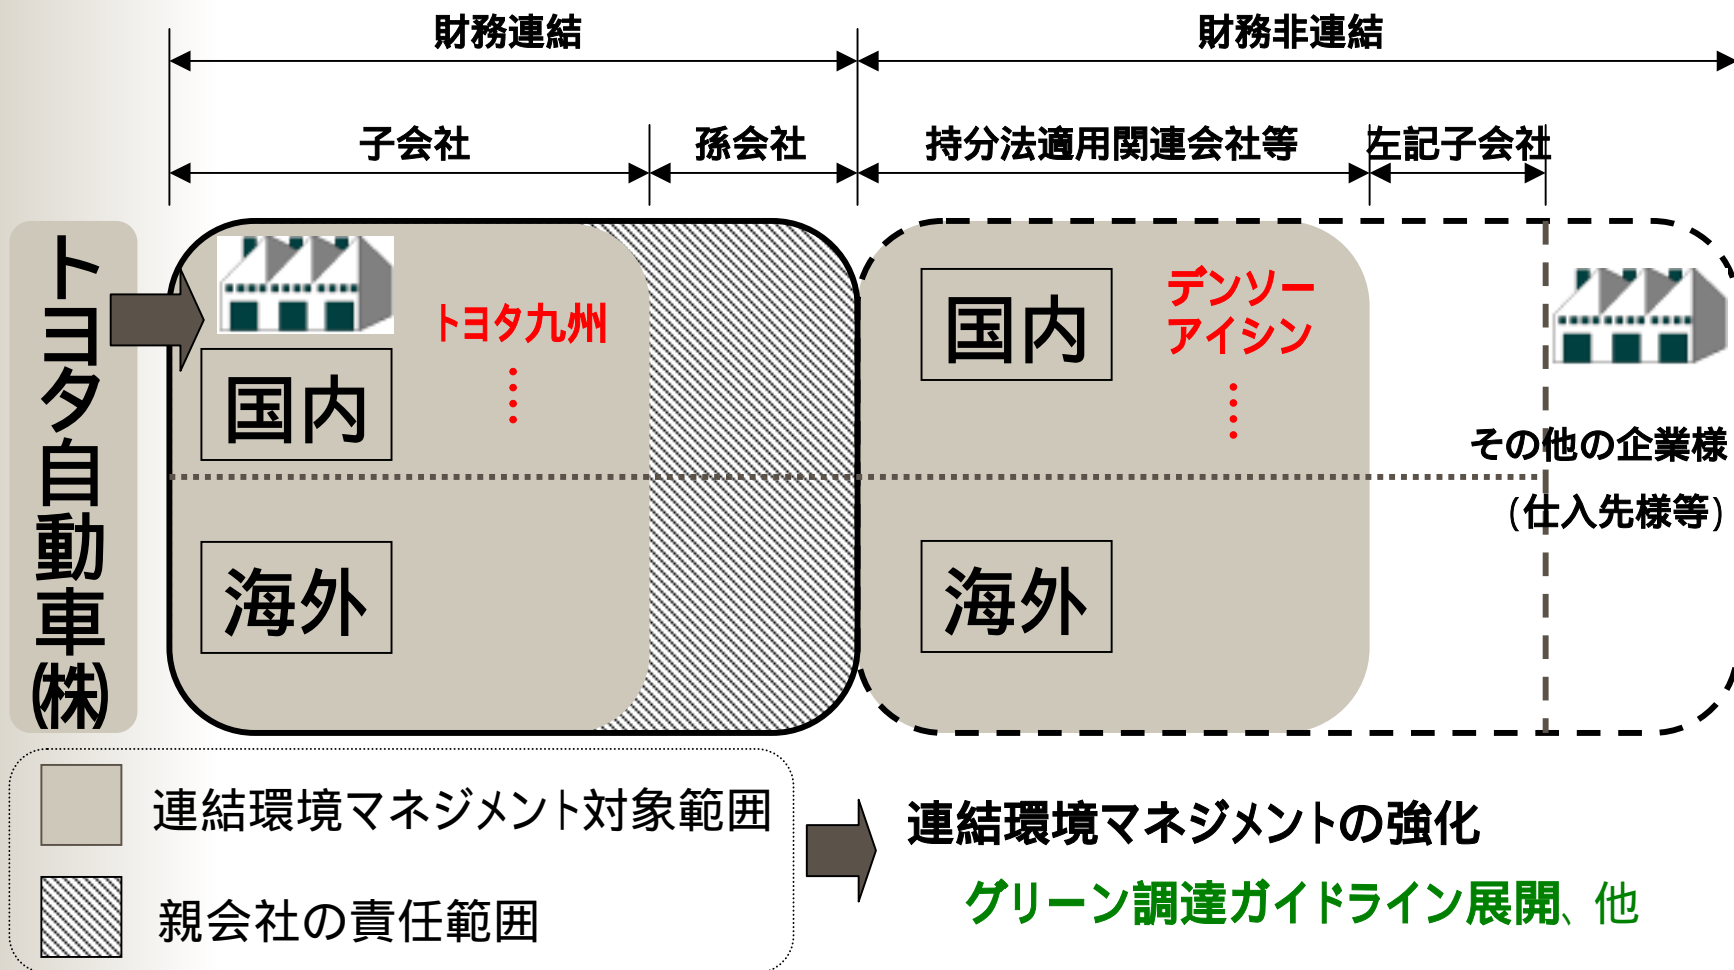 財務連結
財務非連結
子会社
孫会社
持分法適用関連会社等
左記子会社
トヨタ自動車(株)
トヨタ九州
国内
海外
国内
デンソー
アイシン
海外
その他の企業様
(仕入先様等)
連結環境マネジメント対象範囲
親会社の責任範囲
連結環境マネジメントの強化
グリーン調達ガイドライン展開、他